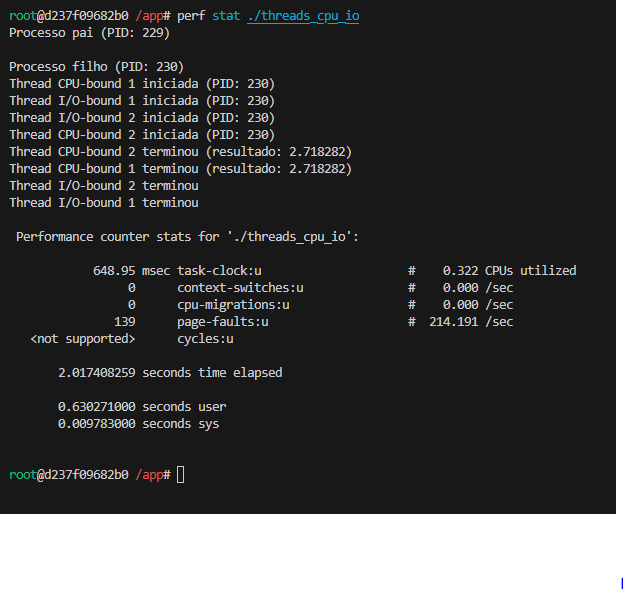 root@d237f09682b0 /app# perf stat ./threads_cpu_io
Processo pai (PID: 229)
Processo filho (PID: 230)
Thread CPU-bound 1 iniciada (PID: 230)
Thread I/O-bound 1 iniciada (PID: 230)
Thread I/O-bound 2 iniciada (PID: 230)
Thread CPU-bound 2 iniciada (PID: 230)
Thread CPU-bound 2 terminou (resultado: 2.718282)
Thread CPU-bound 1 terminou (resultado: 2.718282)
Thread I/O-bound 2 terminou
Thread I/O-bound 1 terminou
Performance counter stats for './threads_cpu_io':
648.95 msec task-clock:u # 0.322 CPUs utilized
0 context-switches:u # 0.000 /sec
0 cpu-migrations:u # 0.000 /sec
139 page-faults:u # 214.191 /sec
<not supported> cycles:u
2.017408259 seconds time elapsed
0.630271000 seconds user
0.009783000 seconds sys
root@d237f09682b0 /app#